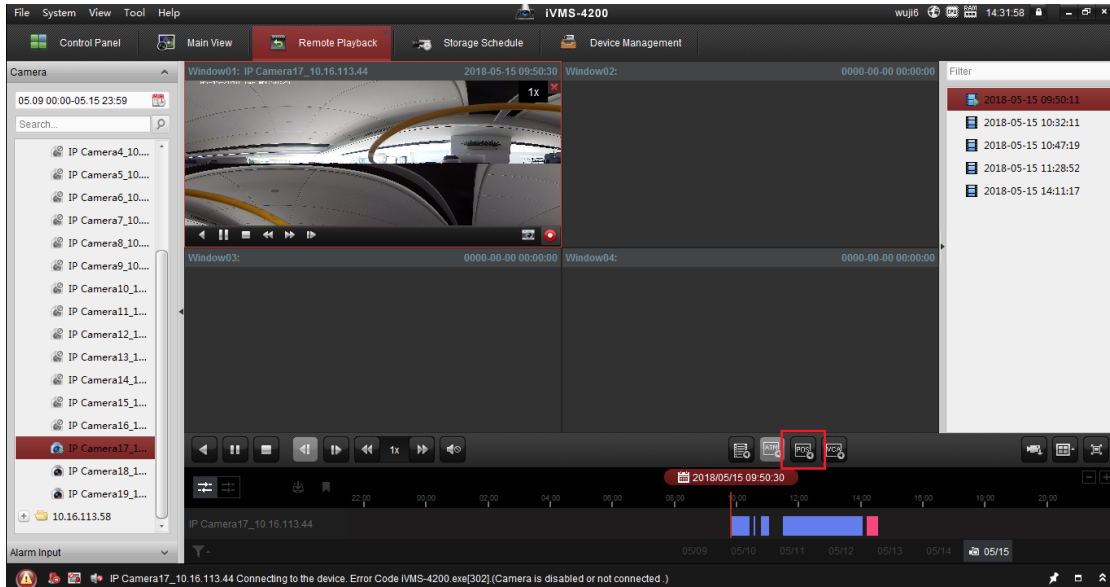 File System View Tool Help
iVMS-4200
wuji6 14:31:58
Control Panel Main View Remote Playback Storage Schedule Device Management
Camera
05.09 00:00-05.15 23:59
Search...
IP Camera4_10....
IP Camera5_10....
IP Camera6_10....
IP Camera7_10....
IP Camera8_10....
IP Camera9_10....
IP Camera10_1...
IP Camera11_1...
IP Camera12_1...
IP Camera13_1...
IP Camera14_1...
IP Camera15_1...
IP Camera16_1...
IP Camera17_1...
IP Camera18_1...
IP Camera19_1...
10.16.113.58
Alarm Input
Window01: IP Camera17_10.16.113.44 2018-05-15 09:50:30
1x
Window02: 0000-00-00 00:00:00
Window03: 0000-00-00 00:00:00
Window04: 0000-00-00 00:00:00
Filter
2018-05-15 09:50:11
2018-05-15 10:32:11
2018-05-15 10:47:19
2018-05-15 11:28:52
2018-05-15 14:11:17
1x
ATM POS VCA
2018/05/15 09:50:30
22:00 00:00 02:00 04:00 06:00 08:00 10:00 12:00 14:00 16:00 18:00 20:00
IP Camera17_10.16.113.44
05/09 05/10 05/11 05/12 05/13 05/14 05/15
IP Camera17_10.16.113.44 Connecting to the device. Error Code iVMS-4200.exe[302].(Camera is disabled or not connected .)